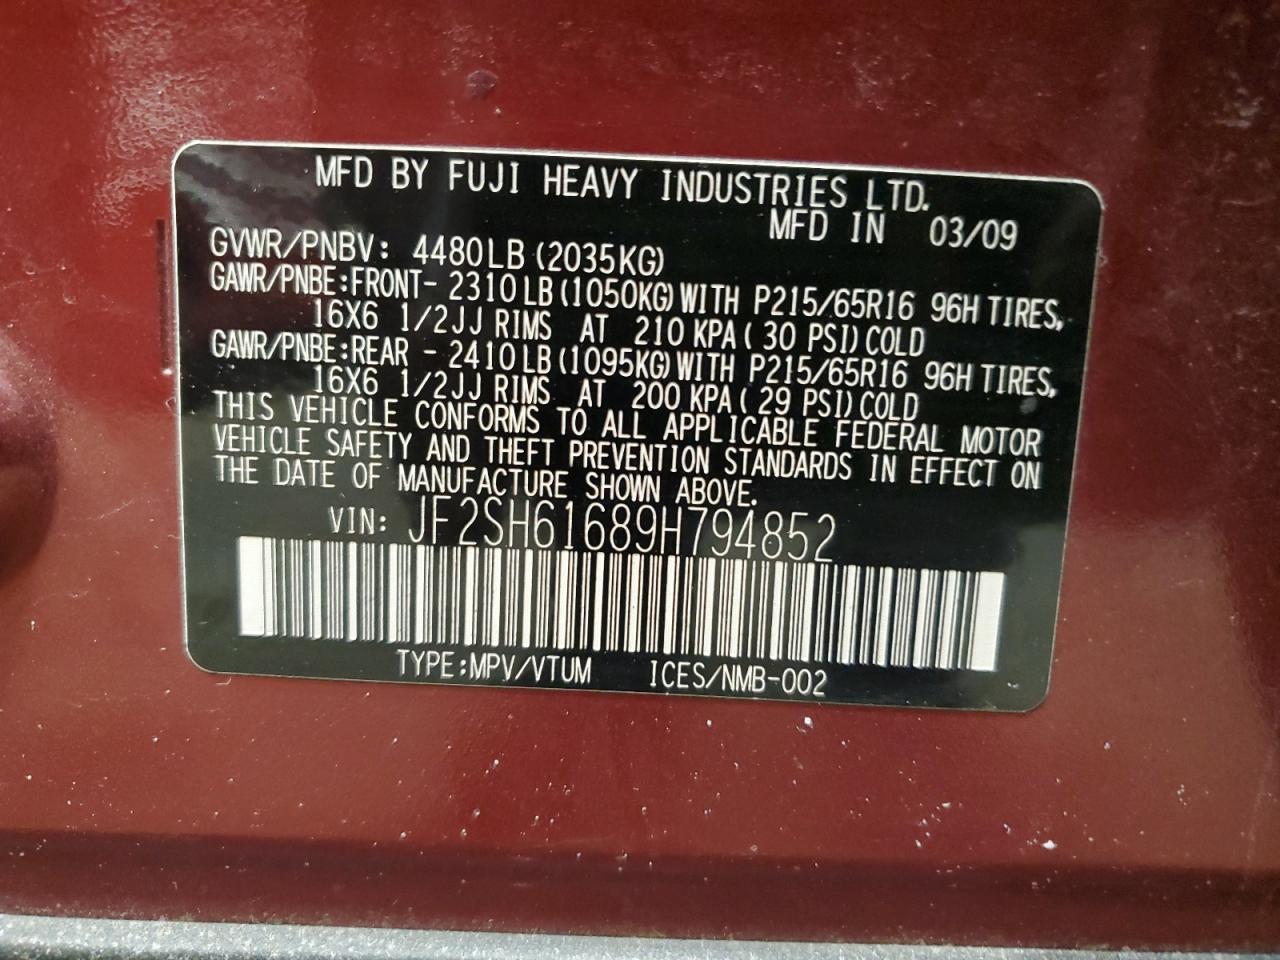 MFD BY FUJI HEAVY INDUSTRIES LTD.
MFD IN 03/09
GVWR/PNBV: 4480LB (2035KG)
GAWR/PNBE:FRONT- 2310LB(1050KG)WITH P215/65R16 96H TIRES,
16X6 1/2JJ RIMS AT 210 KPA( 30 PSI)COLD
GAWR/PNBE:REAR - 2410LB(1095KG)WITH P215/65R16 96H TIRES,
16X6 1/2JJ RIMS AT 200 KPA( 29 PSI)COLD
THIS VEHICLE CONFORMS TO ALL APPLICABLE FEDERAL MOTOR
VEHICLE SAFETY AND THEFT PREVENTION STANDARDS IN EFFECT ON
THE DATE OF MANUFACTURE SHOWN ABOVE.
VIN: JF2SH61689H794852
TYPE:MPV/VTUM ICES/NMB-002